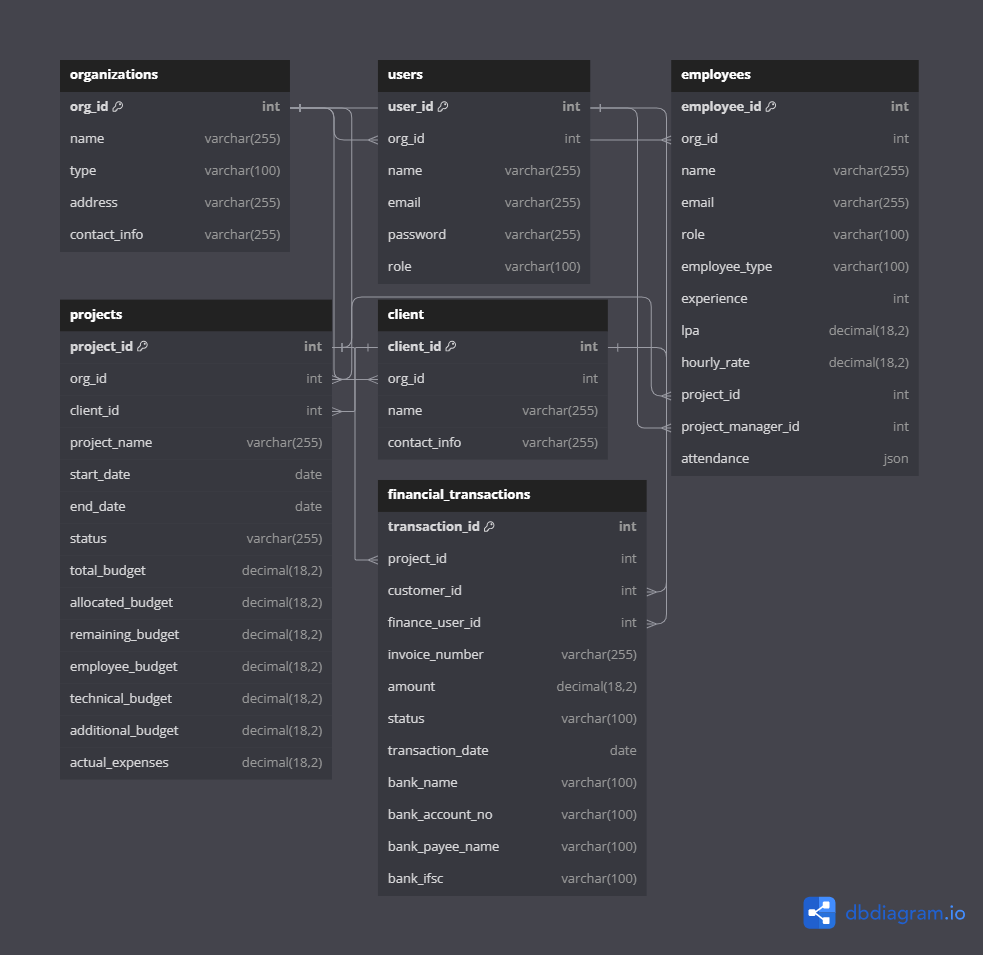 organizations
org_id int
name varchar(255)
type varchar(100)
address varchar(255)
contact_info varchar(255)
users
user_id int
org_id int
name varchar(255)
email varchar(255)
password varchar(255)
role varchar(100)
employees
employee_id int
org_id int
name varchar(255)
email varchar(255)
role varchar(100)
employee_type varchar(100)
experience int
lpa decimal(18,2)
hourly_rate decimal(18,2)
project_id int
project_manager_id int
attendance json
projects
project_id int
org_id int
client_id int
project_name varchar(255)
start_date date
end_date date
status varchar(255)
total_budget decimal(18,2)
allocated_budget decimal(18,2)
remaining_budget decimal(18,2)
employee_budget decimal(18,2)
technical_budget decimal(18,2)
additional_budget decimal(18,2)
actual_expenses decimal(18,2)
client
client_id int
org_id int
name varchar(255)
contact_info varchar(255)
financial_transactions
transaction_id int
project_id int
customer_id int
finance_user_id int
invoice_number varchar(255)
amount decimal(18,2)
status varchar(100)
transaction_date date
bank_name varchar(100)
bank_account_no varchar(100)
bank_payee_name varchar(100)
bank_ifsc varchar(100)
dbdiagram.io